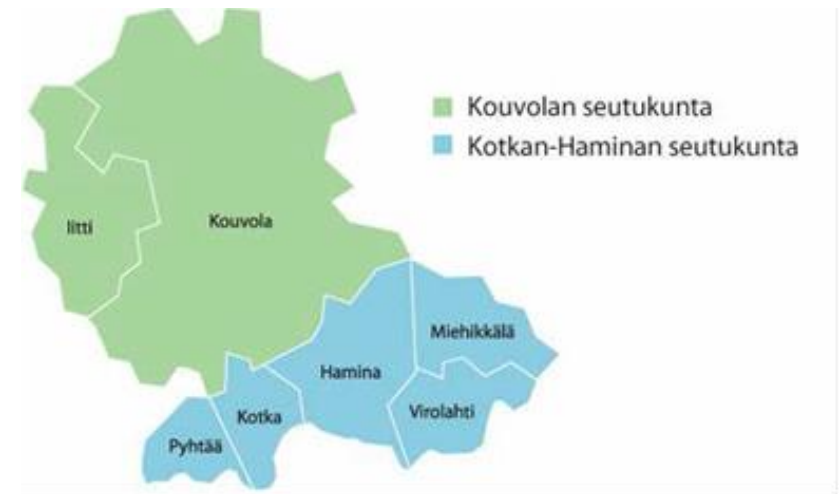 Kouvolan seutukunta
Kotkan-Haminan seutukunta
Iitti
Kouvola
Miehikkälä
Hamina
Virolahti
Kotka
Pyhtää